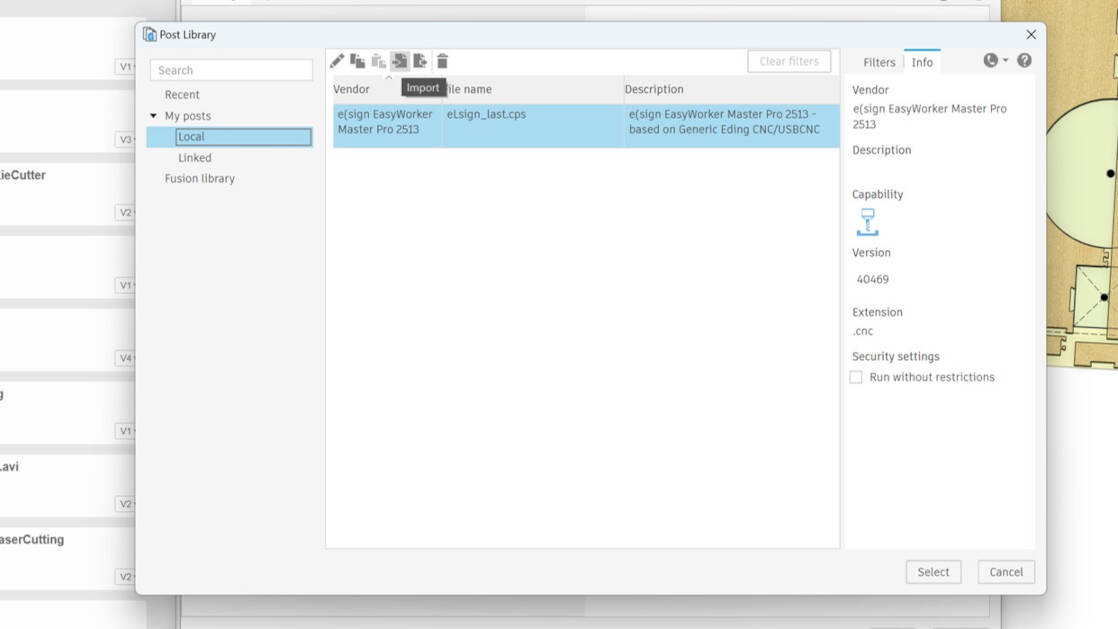 Post Library
Search
Recent
My posts
Local
Linked
Fusion library
Clear filters
Import
Vendor
ile name
Description
e(sign EasyWorker
Master Pro 2513
eLsign_last.cps
e(sign EasyWorker Master Pro 2513 -
based on Generic Eding CNC/USBCNC
Filters
Info
Vendor
e(sign EasyWorker Master Pro
2513
Description
Capability
Version
40469
Extension
.cnc
Security settings
Run without restrictions
Select
Cancel
V1
V3
ieCutter
V2
V1
V4
g
V1
.avi
V2
aserCutting
V2